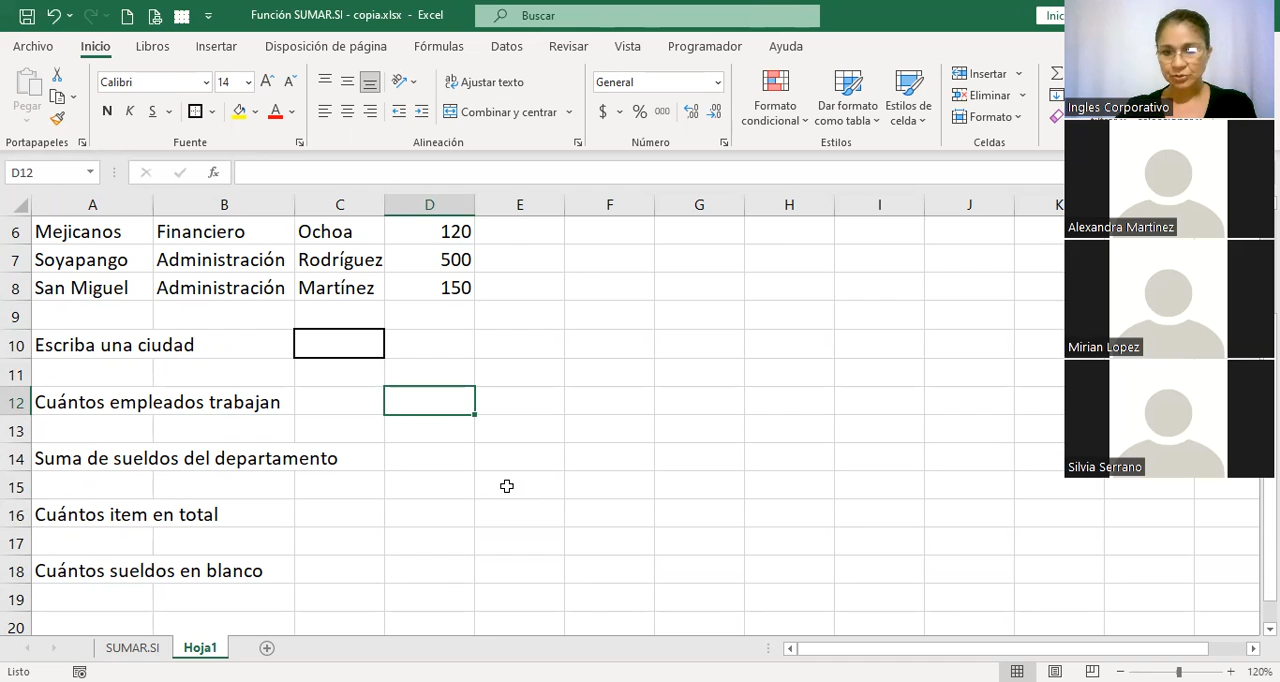 Función SUMAR.SI - copia.xlsx - Excel
Buscar
Inic
Archivo Inicio Libros Insertar Disposición de página Fórmulas Datos Revisar Vista Programador Ayuda
Pegar
Calibri 14
N K S
Ajustar texto
Combinar y centrar
General
$ % 000
Formato condicional
Dar formato como tabla
Estilos de celda
Insertar
Eliminar
Formato
Portapapeles Fuente Alineación Número Estilos Celdas
D12
fx
A B C D E F G H I J K
6 Mejicanos Financiero Ochoa 120
7 Soyapango Administración Rodríguez 500
8 San Miguel Administración Martínez 150
9
10 Escriba una ciudad
11
12 Cuántos empleados trabajan
13
14 Suma de sueldos del departamento
15
16 Cuántos item en total
17
18 Cuántos sueldos en blanco
19
20
SUMAR.SI Hoja1
Listo
120%
Ingles Corporativo
Alexandra Martínez
Mirian Lopez
Silvia Serrano